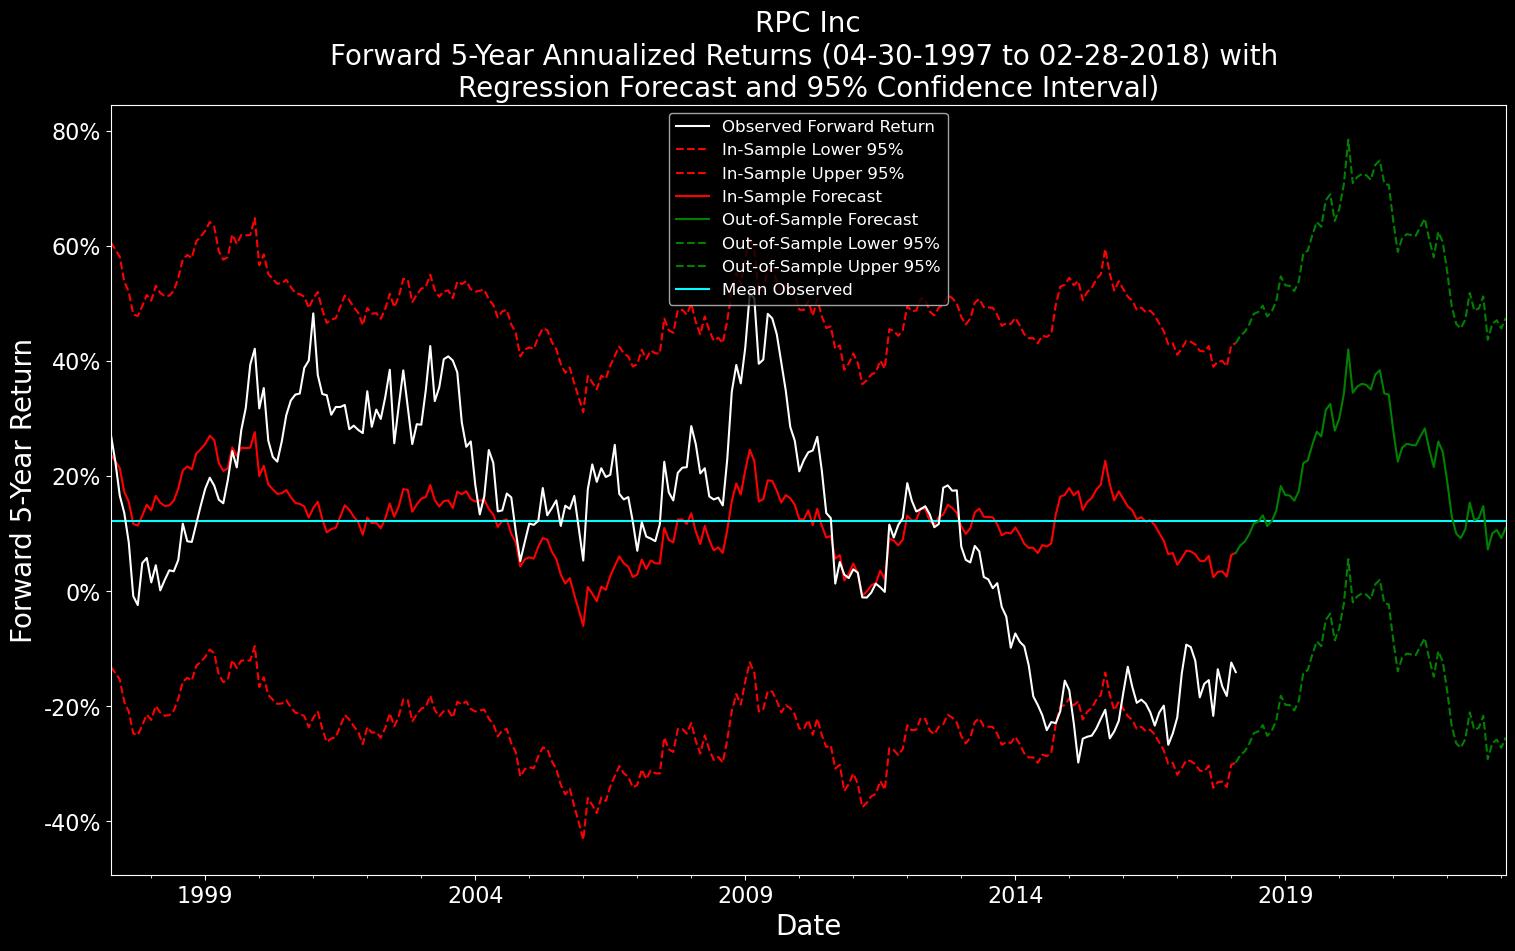 RPC Inc
Forward 5-Year Annualized Returns (04-30-1997 to 02-28-2018) with
Regression Forecast and 95% Confidence Interval)
80%
60%
40%
20%
0%
-20%
-40%
Forward 5-Year Return
Observed Forward Return
In-Sample Lower 95%
In-Sample Upper 95%
In-Sample Forecast
Out-of-Sample Forecast
Out-of-Sample Lower 95%
Out-of-Sample Upper 95%
Mean Observed
1999
2004
2009
2014
2019
Date